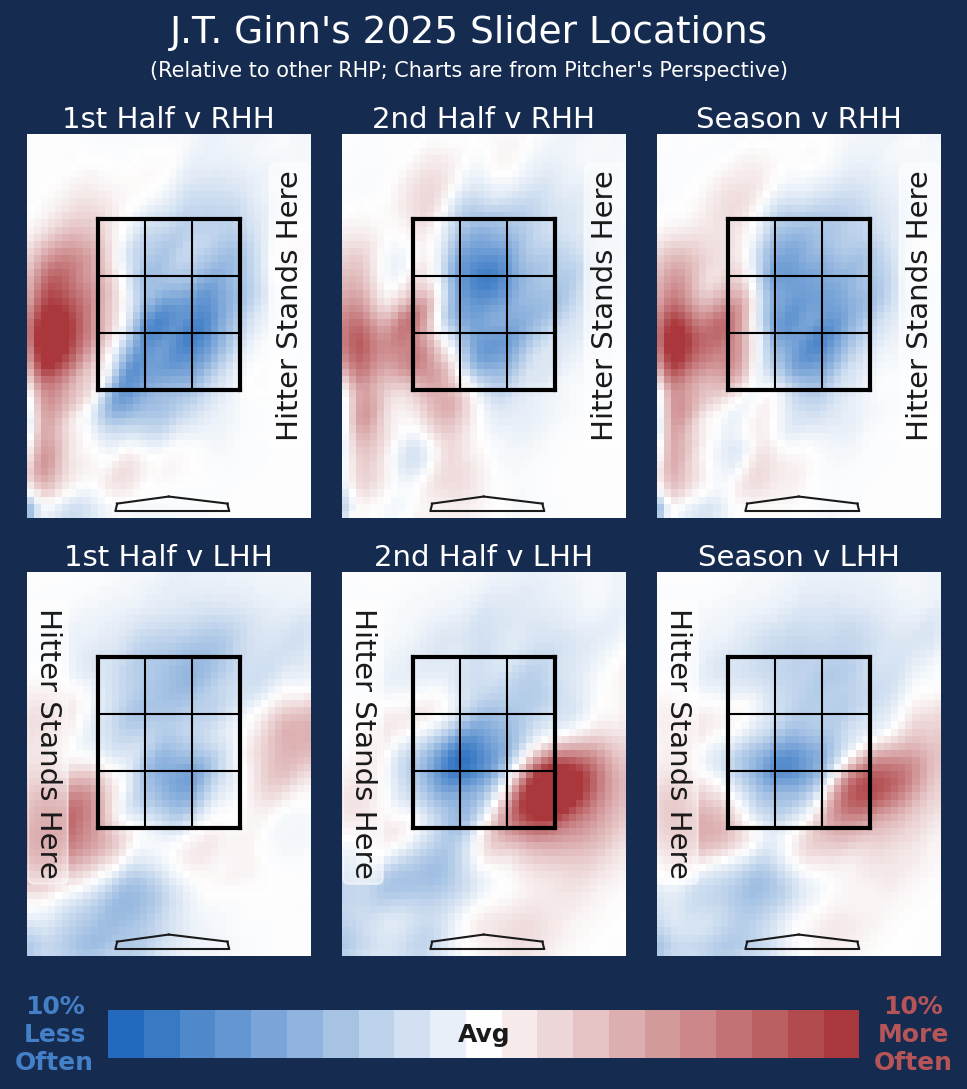 J.T. Ginn's 2025 Slider Locations
(Relative to other RHP; Charts are from Pitcher's Perspective)
1st Half v RHH
2nd Half v RHH
Season v RHH
Hitter Stands Here
Hitter Stands Here
Hitter Stands Here
1st Half v LHH
2nd Half v LHH
Season v LHH
Hitter Stands Here
Hitter Stands Here
Hitter Stands Here
10%
Less
Often
Avg
10%
More
Often